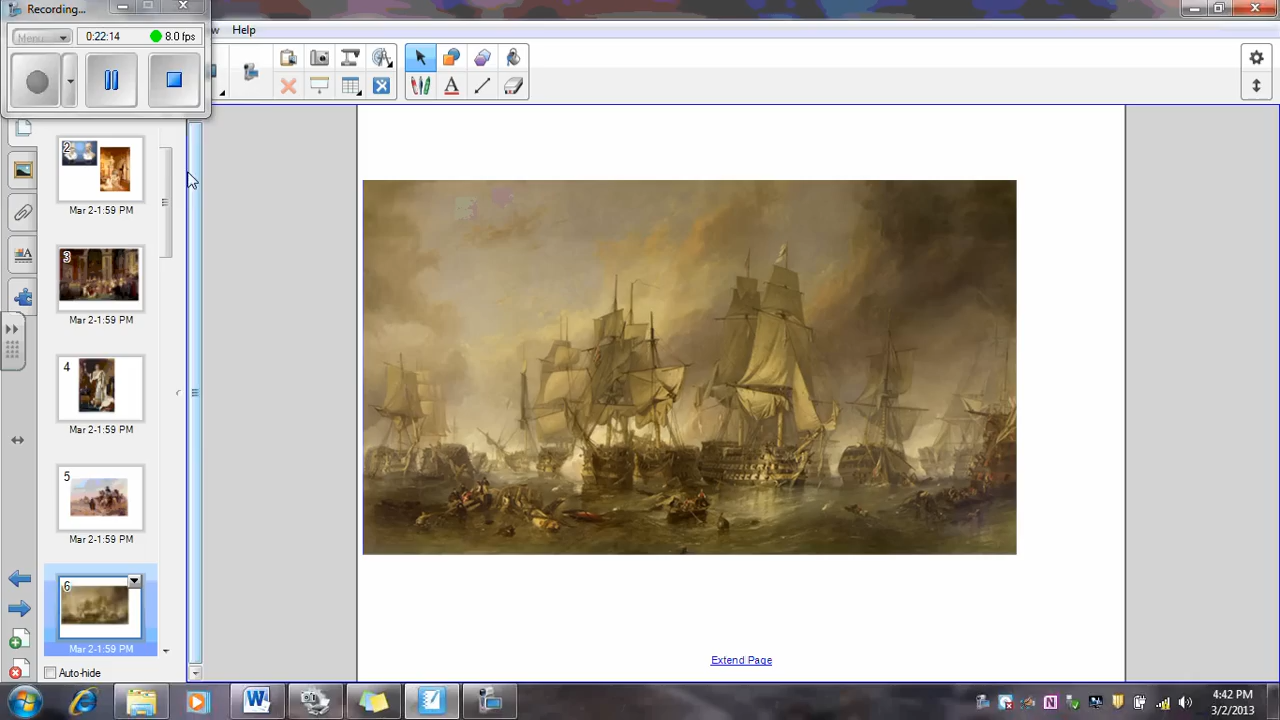 Recording...
Menu
0:22:14
8.0 fps
w
Help
2
Mar 2-1:59 PM
3
Mar 2-1:59 PM
4
Mar 2-1:59 PM
5
Mar 2-1:59 PM
6
Mar 2-1:59 PM
Auto-hide
Extend Page
4:42 PM
3/2/2013